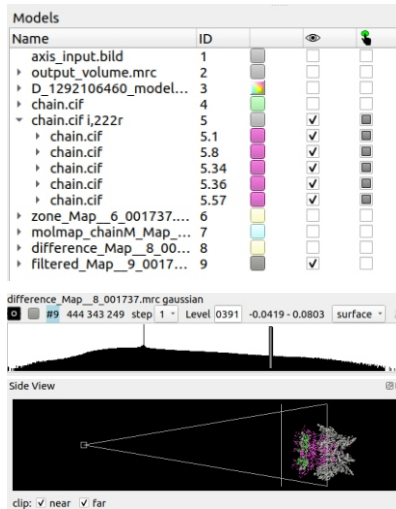 Models
Name ID
axis_input.bild 1
output_volume.mrc 2
D_1292106460_model... 3
chain.cif 4
chain.cif i,222r 5
chain.cif 5.1
chain.cif 5.8
chain.cif 5.34
chain.cif 5.36
chain.cif 5.57
zone_Map__6_001737.... 6
molmap_chainM_Map_... 7
difference_Map__8_00... 8
filtered_Map__9_0017... 9
difference_Map__8_001737.mrc gaussian
#9 444 343 249 step 1 Level 0391 -0.0419 - 0.0803 surface
Side View
clip: near far